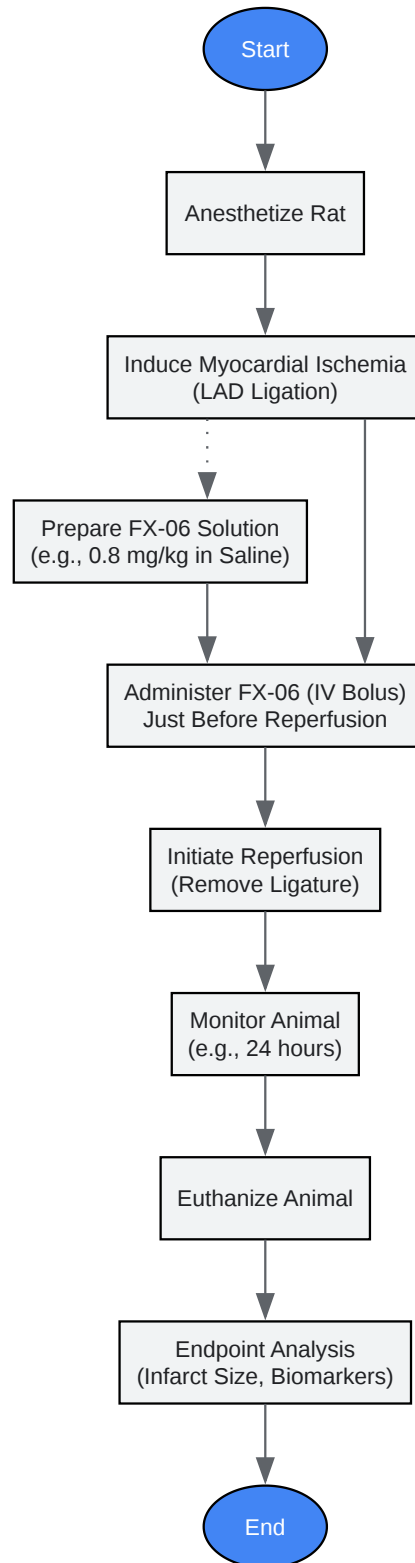 Start
Anesthetize Rat
Induce Myocardial Ischemia
(LAD Ligation)
Prepare FX-06 Solution
(e.g., 0.8 mg/kg in Saline)
Administer FX-06 (IV Bolus)
Just Before Reperfusion
Initiate Reperfusion
(Remove Ligature)
Monitor Animal
(e.g., 24 hours)
Euthanize Animal
Endpoint Analysis
(Infarct Size, Biomarkers)
End